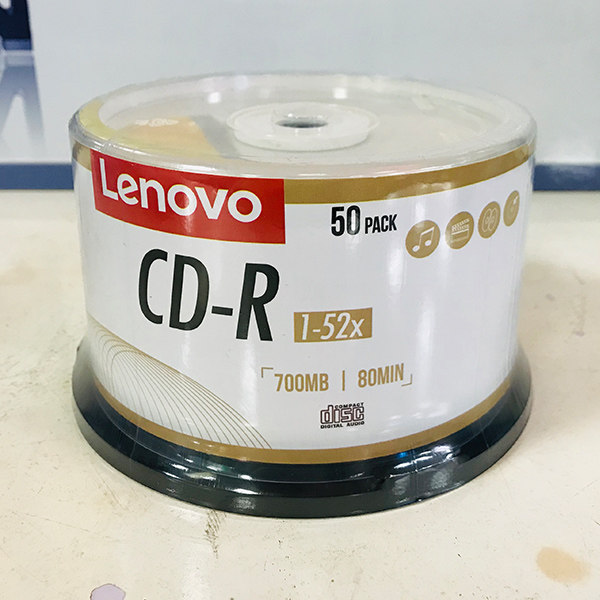 Lenovo
50 PACK
CD-R
1-52x
700MB | 80MIN
COMPACT
disc
DIGITAL AUDIO